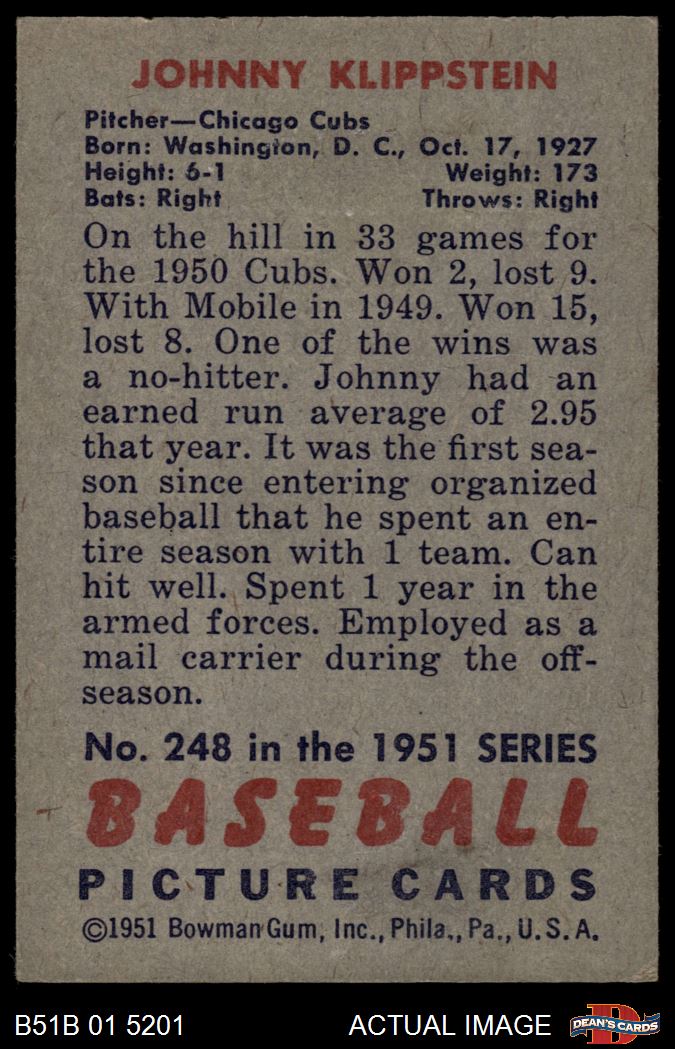 JOHNNY KLIPPSTEIN
Pitcher—Chicago Cubs
Born: Washington, D. C., Oct. 17, 1927
Height: 6-1 Weight: 173
Bats: Right Throws: Right
On the hill in 33 games for
the 1950 Cubs. Won 2, lost 9.
With Mobile in 1949. Won 15,
lost 8. One of the wins was
a no-hitter. Johnny had an
earned run average of 2.95
that year. It was the first sea-
son since entering organized
baseball that he spent an en-
tire season with 1 team. Can
hit well. Spent 1 year in the
armed forces. Employed as a
mail carrier during the off-
season.
No. 248 in the 1951 SERIES
BASEBALL
PICTURE CARDS
©1951 Bowman Gum, Inc., Phila., Pa., U.S.A.
B51B 01 5201 ACTUAL IMAGE DEAN'S CARDS